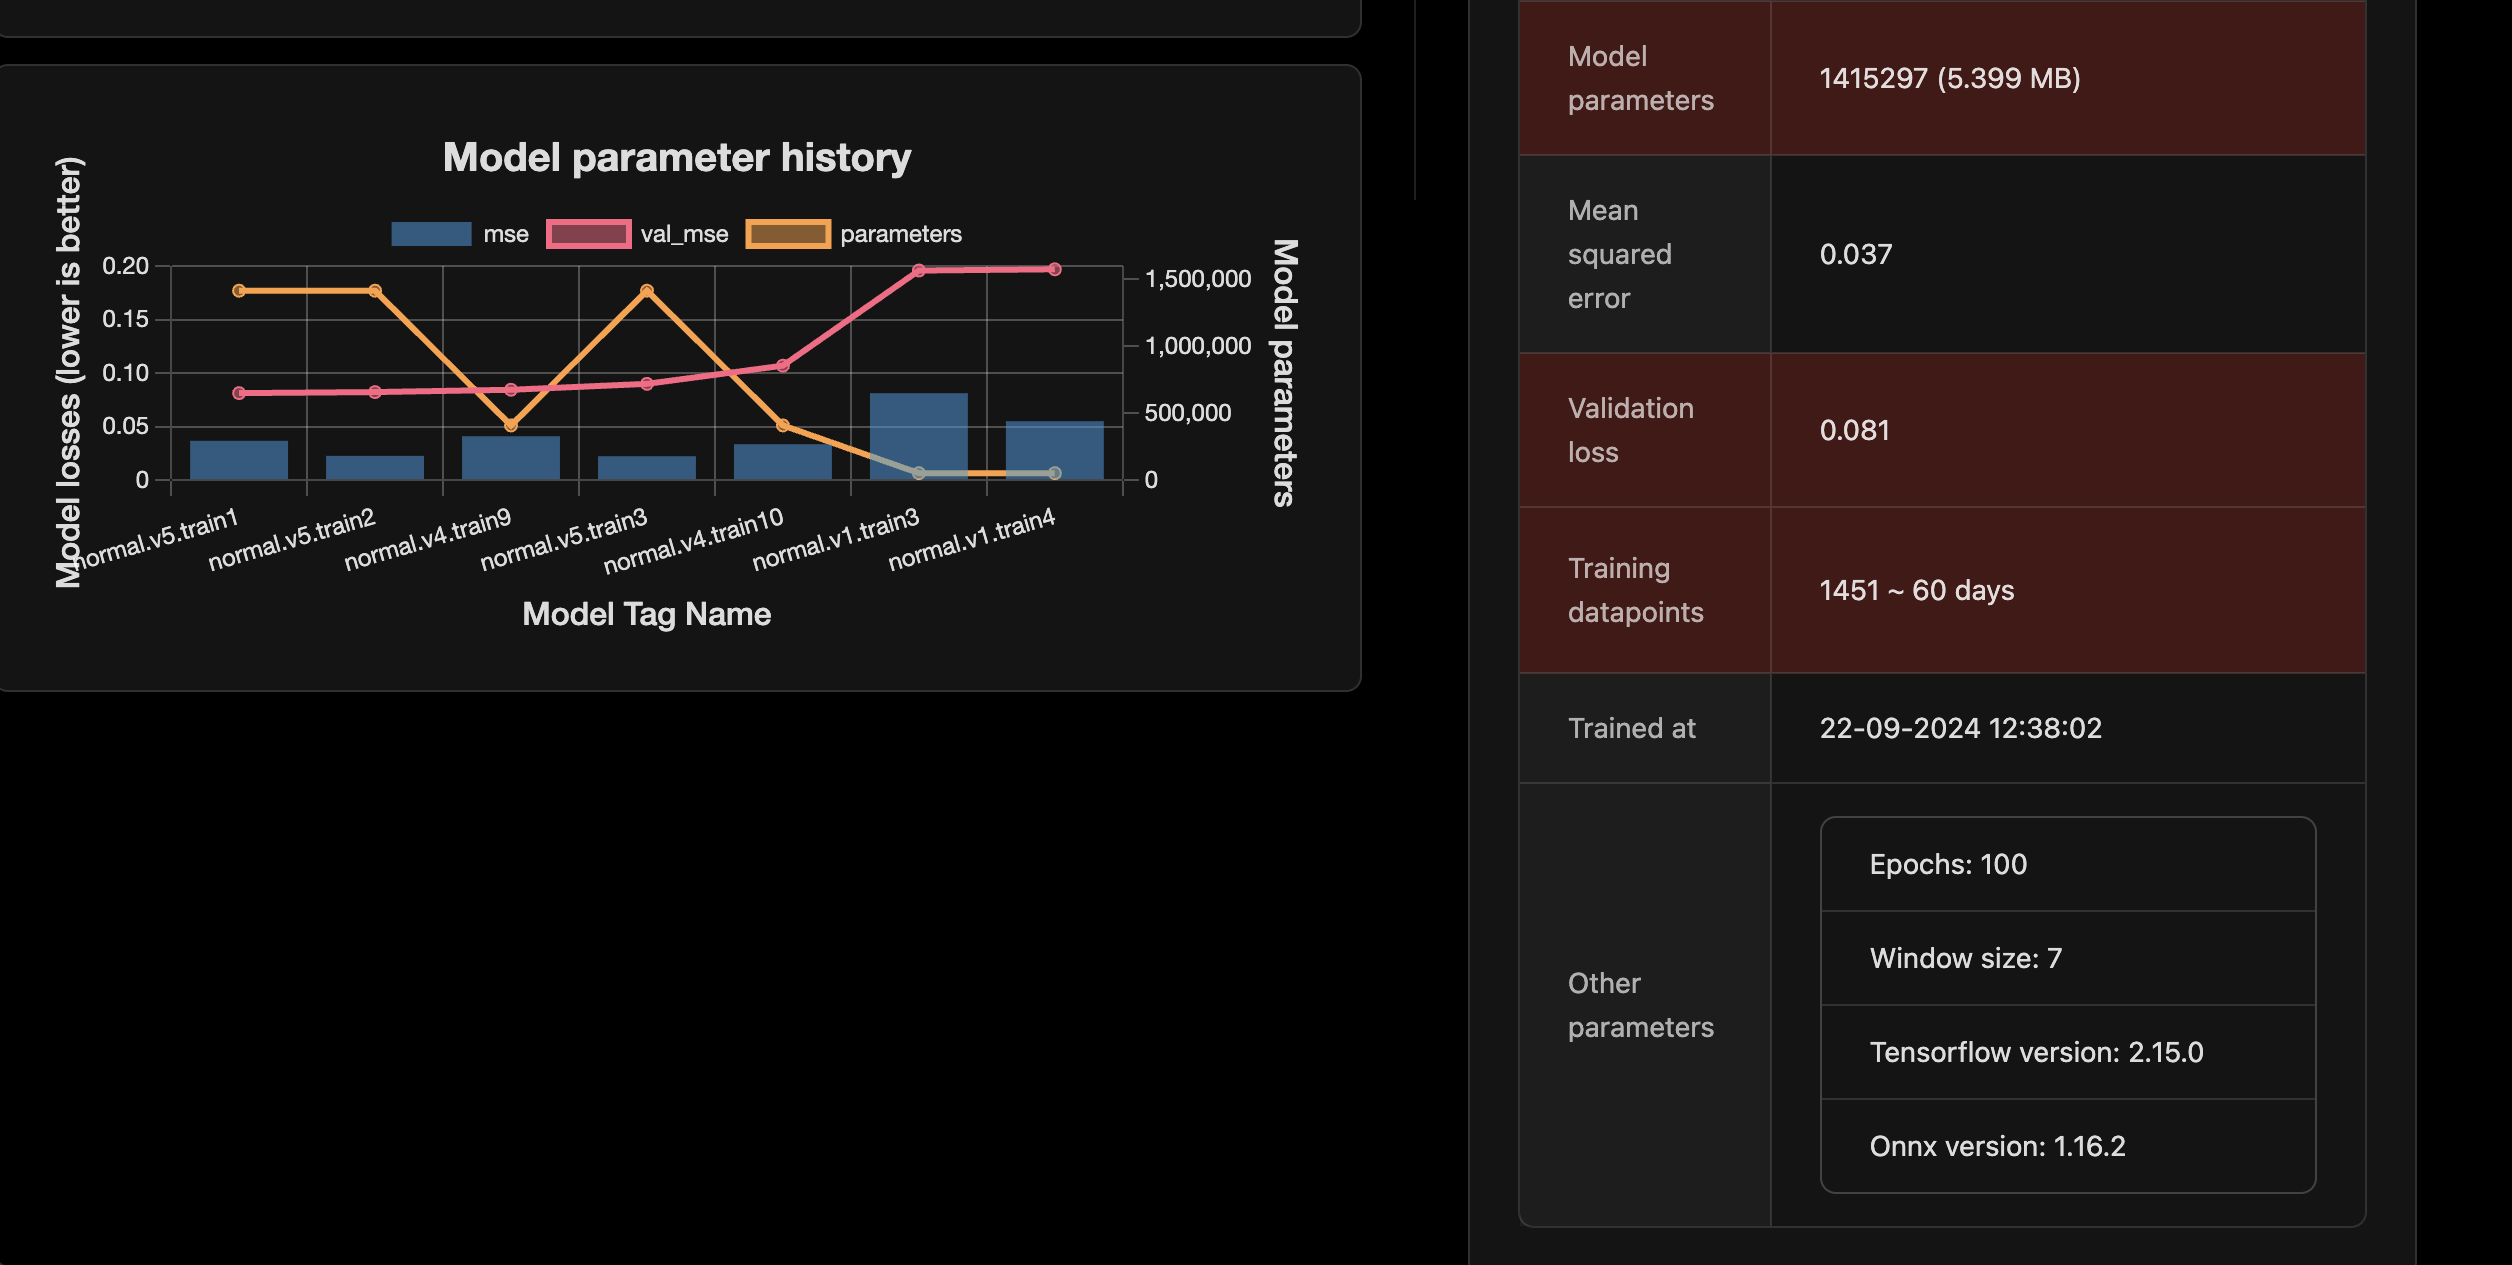 Model parameter history
mse
val_mse
parameters
Model losses (lower is better)
0.20
0.15
0.10
0.05
0
1,500,000
1,000,000
500,000
0
Model parameters
normal.v5.train1
normal.v5.train2
normal.v4.train9
normal.v5.train3
normal.v4.train10
normal.v1.train3
normal.v1.train4
Model Tag Name
Model
parameters
1415297 (5.399 MB)
Mean
squared
error
0.037
Validation
loss
0.081
Training
datapoints
1451 ~ 60 days
Trained at
22-09-2024 12:38:02
Other
parameters
Epochs: 100
Window size: 7
Tensorflow version: 2.15.0
Onnx version: 1.16.2